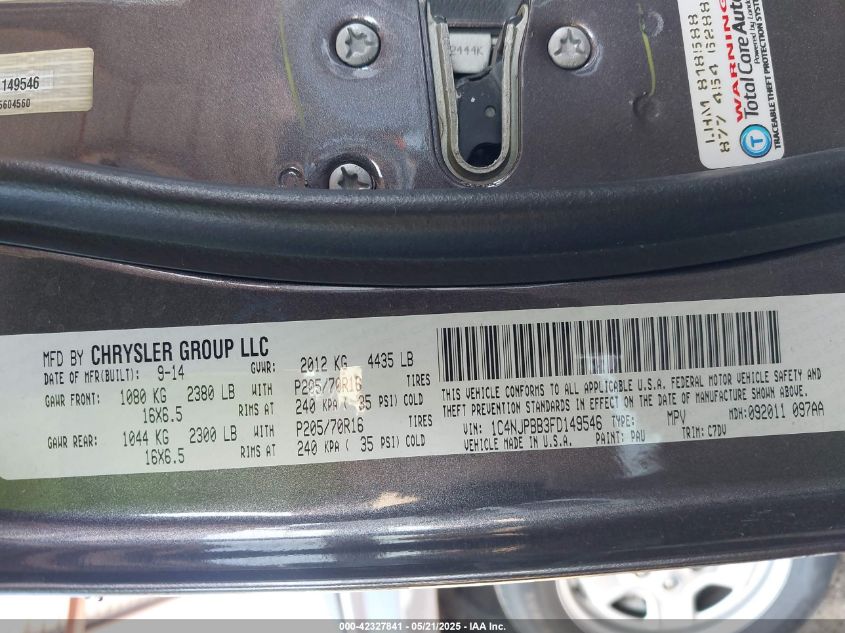 149546
5604560
2444K
LHM 818588
877 454 6288
WARNING
Total Care Auto
TRACEABLE THEFT PROTECTION SYSTEM
MFD BY CHRYSLER GROUP LLC
DATE OF MFR(BUILT): 9-14 GVWR: 2012 KG 4435 LB
GAWR FRONT: 1080 KG 2380 LB WITH P205/70R16 TIRES
16X6.5 RIMS AT 240 KPA ( 35 PSI) COLD
GAWR REAR: 1044 KG 2300 LB WITH P205/70R16 TIRES
16X6.5 RIMS AT 240 KPA ( 35 PSI) COLD
THIS VEHICLE CONFORMS TO ALL APPLICABLE U.S.A. FEDERAL MOTOR VEHICLE SAFETY AND
THEFT PREVENTION STANDARDS IN EFFECT ON THE DATE OF MANUFACTURE SHOWN ABOVE.
VIN: 1C4NJPBB3FD149546 TYPE: MPV MDH: 092011 097AA
VEHICLE MADE IN U.S.A. PAINT: PAU TRIM: C7DV
000-42327841 - 05/21/2025 - IAA Inc.